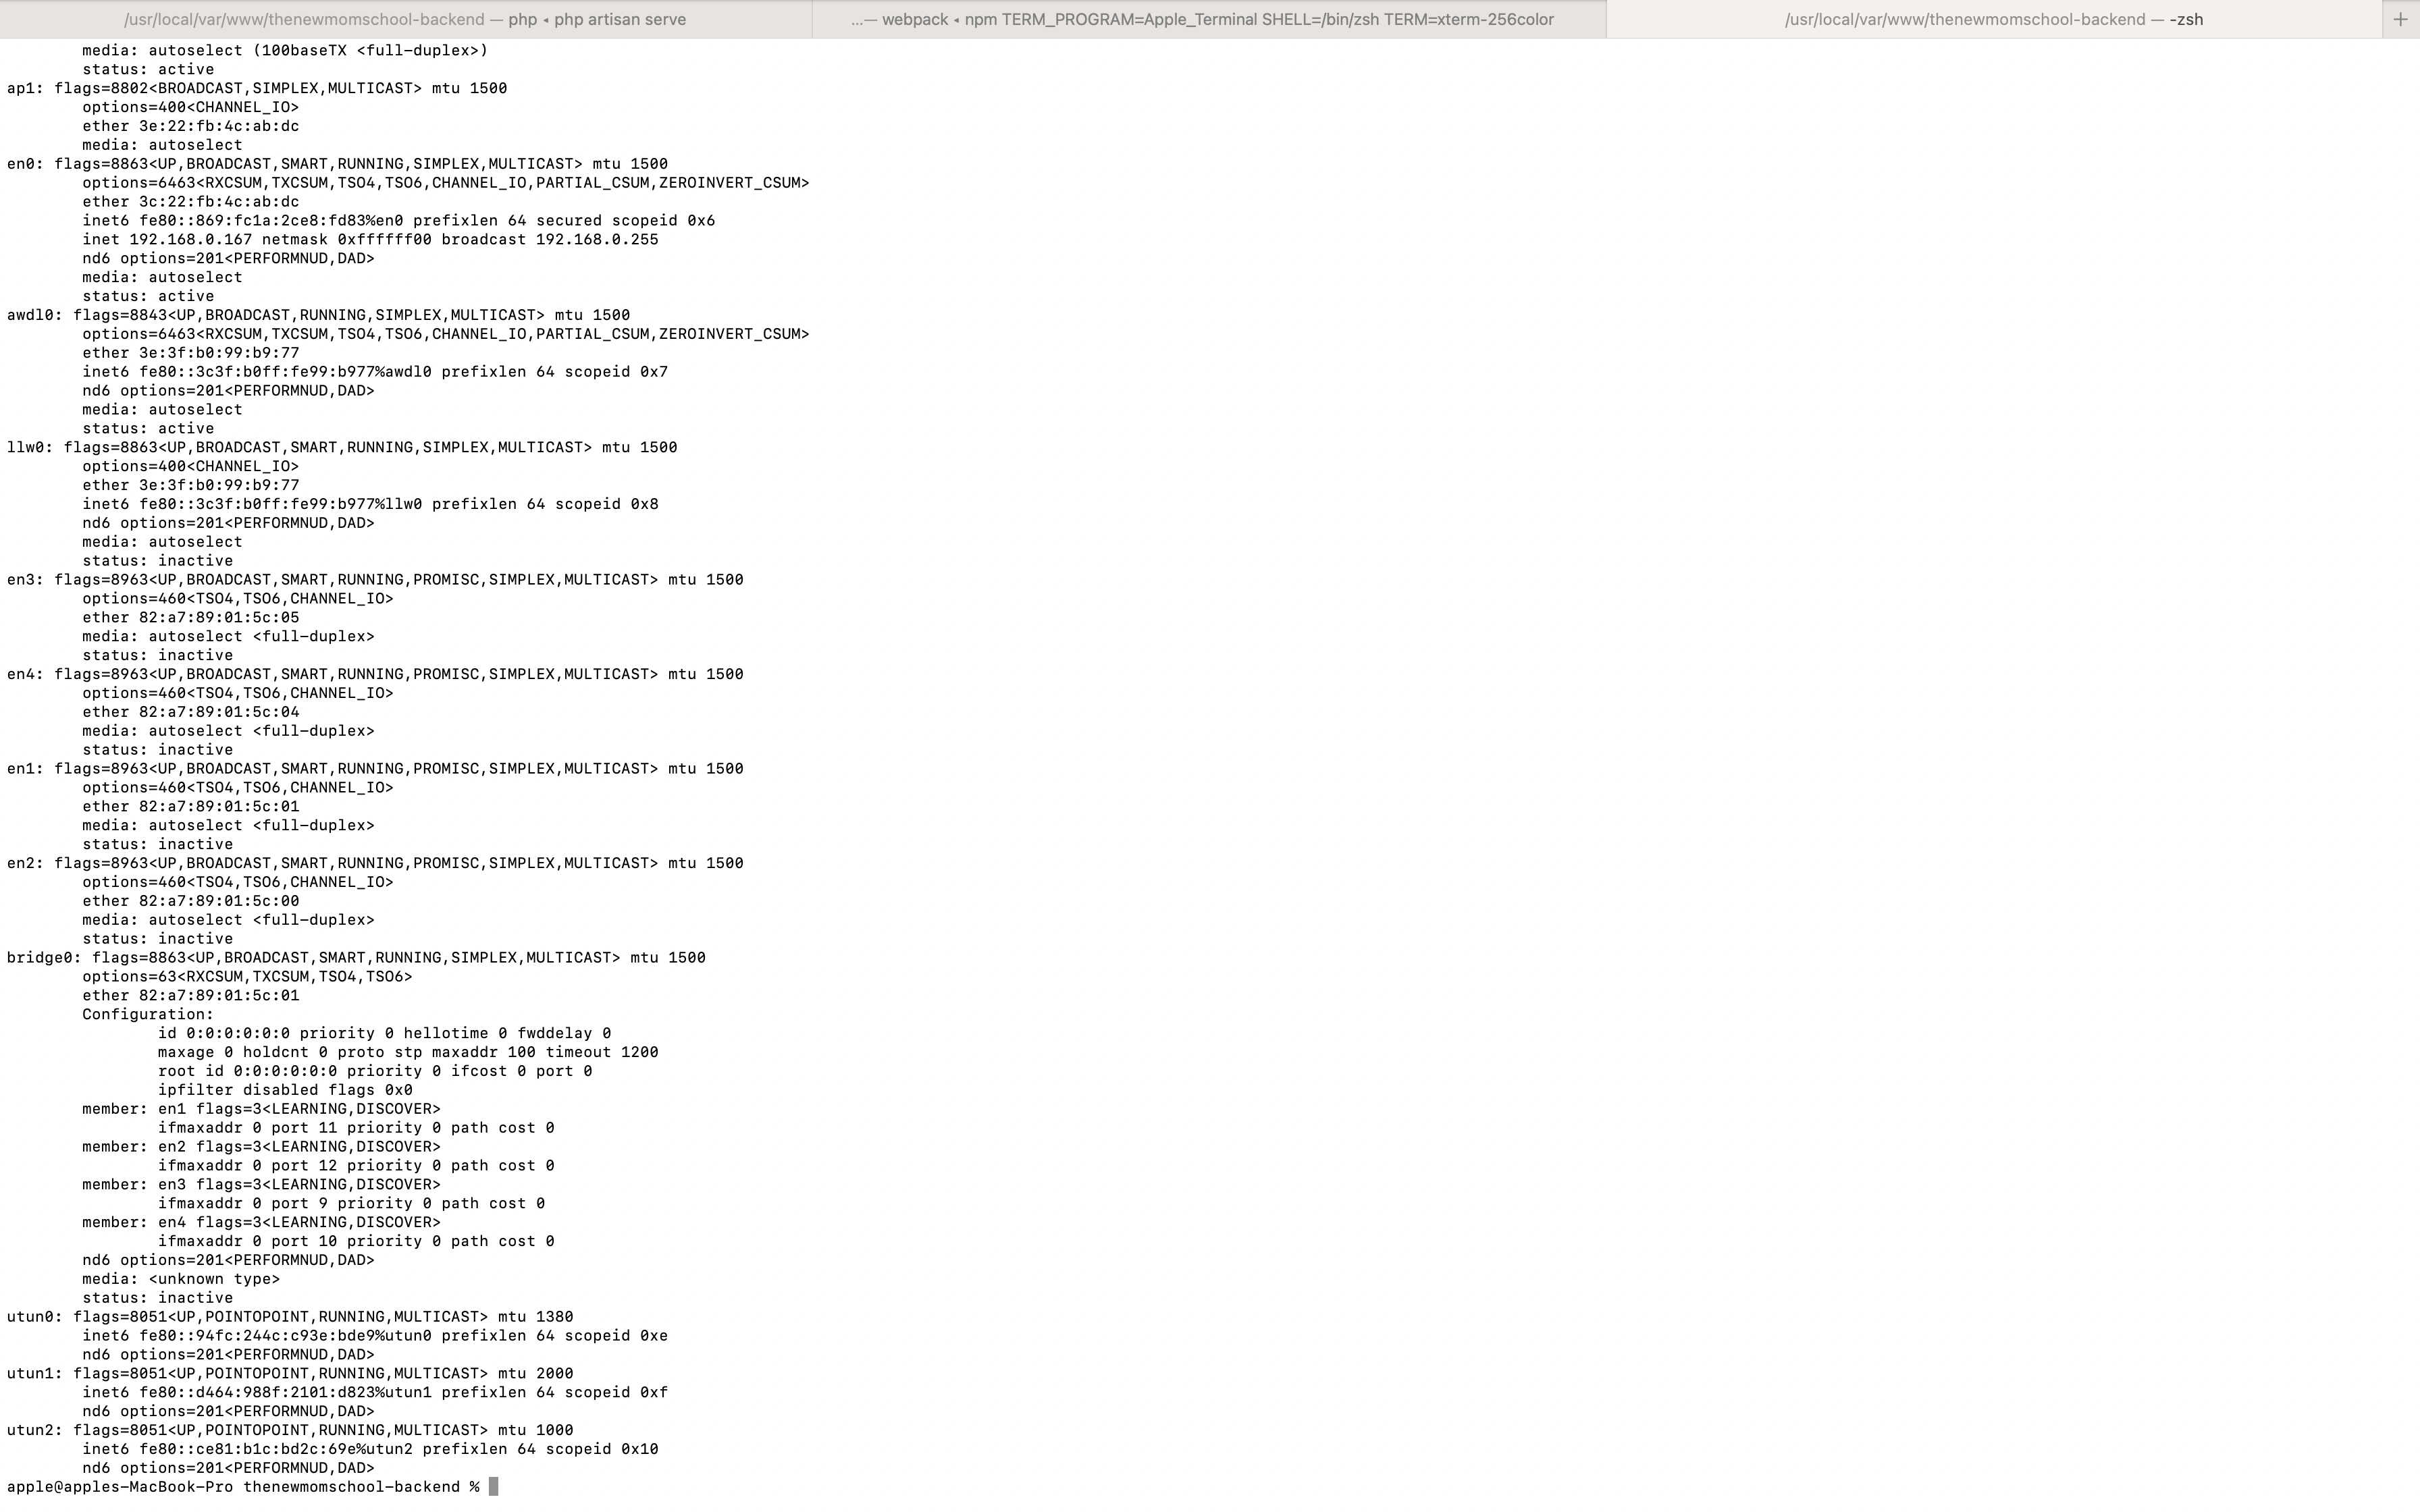 /usr/local/var/www/thenewmomschool-backend — php ◂ php artisan serve
...— webpack ◂ npm TERM_PROGRAM=Apple_Terminal SHELL=/bin/zsh TERM=xterm-256color
/usr/local/var/www/thenewmomschool-backend — -zsh
+
media: autoselect (100baseTX <full-duplex>)
status: active
ap1: flags=8802<BROADCAST,SIMPLEX,MULTICAST> mtu 1500
options=400<CHANNEL_IO>
ether 3e:22:fb:4c:ab:dc
media: autoselect
en0: flags=8863<UP,BROADCAST,SMART,RUNNING,SIMPLEX,MULTICAST> mtu 1500
options=6463<RXCSUM,TXCSUM,TSO4,TSO6,CHANNEL_IO,PARTIAL_CSUM,ZEROINVERT_CSUM>
ether 3c:22:fb:4c:ab:dc
inet6 fe80::869:fc1a:2ce8:fd83%en0 prefixlen 64 secured scopeid 0x6
inet 192.168.0.167 netmask 0xffffff00 broadcast 192.168.0.255
nd6 options=201<PERFORMNUD,DAD>
media: autoselect
status: active
awdl0: flags=8843<UP,BROADCAST,RUNNING,SIMPLEX,MULTICAST> mtu 1500
options=6463<RXCSUM,TXCSUM,TSO4,TSO6,CHANNEL_IO,PARTIAL_CSUM,ZEROINVERT_CSUM>
ether 3e:3f:b0:99:b9:77
inet6 fe80::3c3f:b0ff:fe99:b977%awdl0 prefixlen 64 scopeid 0x7
nd6 options=201<PERFORMNUD,DAD>
media: autoselect
status: active
llw0: flags=8863<UP,BROADCAST,SMART,RUNNING,SIMPLEX,MULTICAST> mtu 1500
options=400<CHANNEL_IO>
ether 3e:3f:b0:99:b9:77
inet6 fe80::3c3f:b0ff:fe99:b977%llw0 prefixlen 64 scopeid 0x8
nd6 options=201<PERFORMNUD,DAD>
media: autoselect
status: inactive
en3: flags=8963<UP,BROADCAST,SMART,RUNNING,PROMISC,SIMPLEX,MULTICAST> mtu 1500
options=460<TSO4,TSO6,CHANNEL_IO>
ether 82:a7:89:01:5c:05
media: autoselect <full-duplex>
status: inactive
en4: flags=8963<UP,BROADCAST,SMART,RUNNING,PROMISC,SIMPLEX,MULTICAST> mtu 1500
options=460<TSO4,TSO6,CHANNEL_IO>
ether 82:a7:89:01:5c:04
media: autoselect <full-duplex>
status: inactive
en1: flags=8963<UP,BROADCAST,SMART,RUNNING,PROMISC,SIMPLEX,MULTICAST> mtu 1500
options=460<TSO4,TSO6,CHANNEL_IO>
ether 82:a7:89:01:5c:01
media: autoselect <full-duplex>
status: inactive
en2: flags=8963<UP,BROADCAST,SMART,RUNNING,PROMISC,SIMPLEX,MULTICAST> mtu 1500
options=460<TSO4,TSO6,CHANNEL_IO>
ether 82:a7:89:01:5c:00
media: autoselect <full-duplex>
status: inactive
bridge0: flags=8863<UP,BROADCAST,SMART,RUNNING,SIMPLEX,MULTICAST> mtu 1500
options=63<RXCSUM,TXCSUM,TSO4,TSO6>
ether 82:a7:89:01:5c:01
Configuration:
id 0:0:0:0:0:0 priority 0 hellotime 0 fwddelay 0
maxage 0 holdcnt 0 proto stp maxaddr 100 timeout 1200
root id 0:0:0:0:0:0 priority 0 ifcost 0 port 0
ipfilter disabled flags 0x0
member: en1 flags=3<LEARNING,DISCOVER>
ifmaxaddr 0 port 11 priority 0 path cost 0
member: en2 flags=3<LEARNING,DISCOVER>
ifmaxaddr 0 port 12 priority 0 path cost 0
member: en3 flags=3<LEARNING,DISCOVER>
ifmaxaddr 0 port 9 priority 0 path cost 0
member: en4 flags=3<LEARNING,DISCOVER>
ifmaxaddr 0 port 10 priority 0 path cost 0
nd6 options=201<PERFORMNUD,DAD>
media: <unknown type>
status: inactive
utun0: flags=8051<UP,POINTOPOINT,RUNNING,MULTICAST> mtu 1380
inet6 fe80::94fc:244c:c93e:bde9%utun0 prefixlen 64 scopeid 0xe
nd6 options=201<PERFORMNUD,DAD>
utun1: flags=8051<UP,POINTOPOINT,RUNNING,MULTICAST> mtu 2000
inet6 fe80::d464:988f:2101:d823%utun1 prefixlen 64 scopeid 0xf
nd6 options=201<PERFORMNUD,DAD>
utun2: flags=8051<UP,POINTOPOINT,RUNNING,MULTICAST> mtu 1000
inet6 fe80::ce81:b1c:bd2c:69e%utun2 prefixlen 64 scopeid 0x10
nd6 options=201<PERFORMNUD,DAD>
apple@apples-MacBook-Pro thenewmomschool-backend %